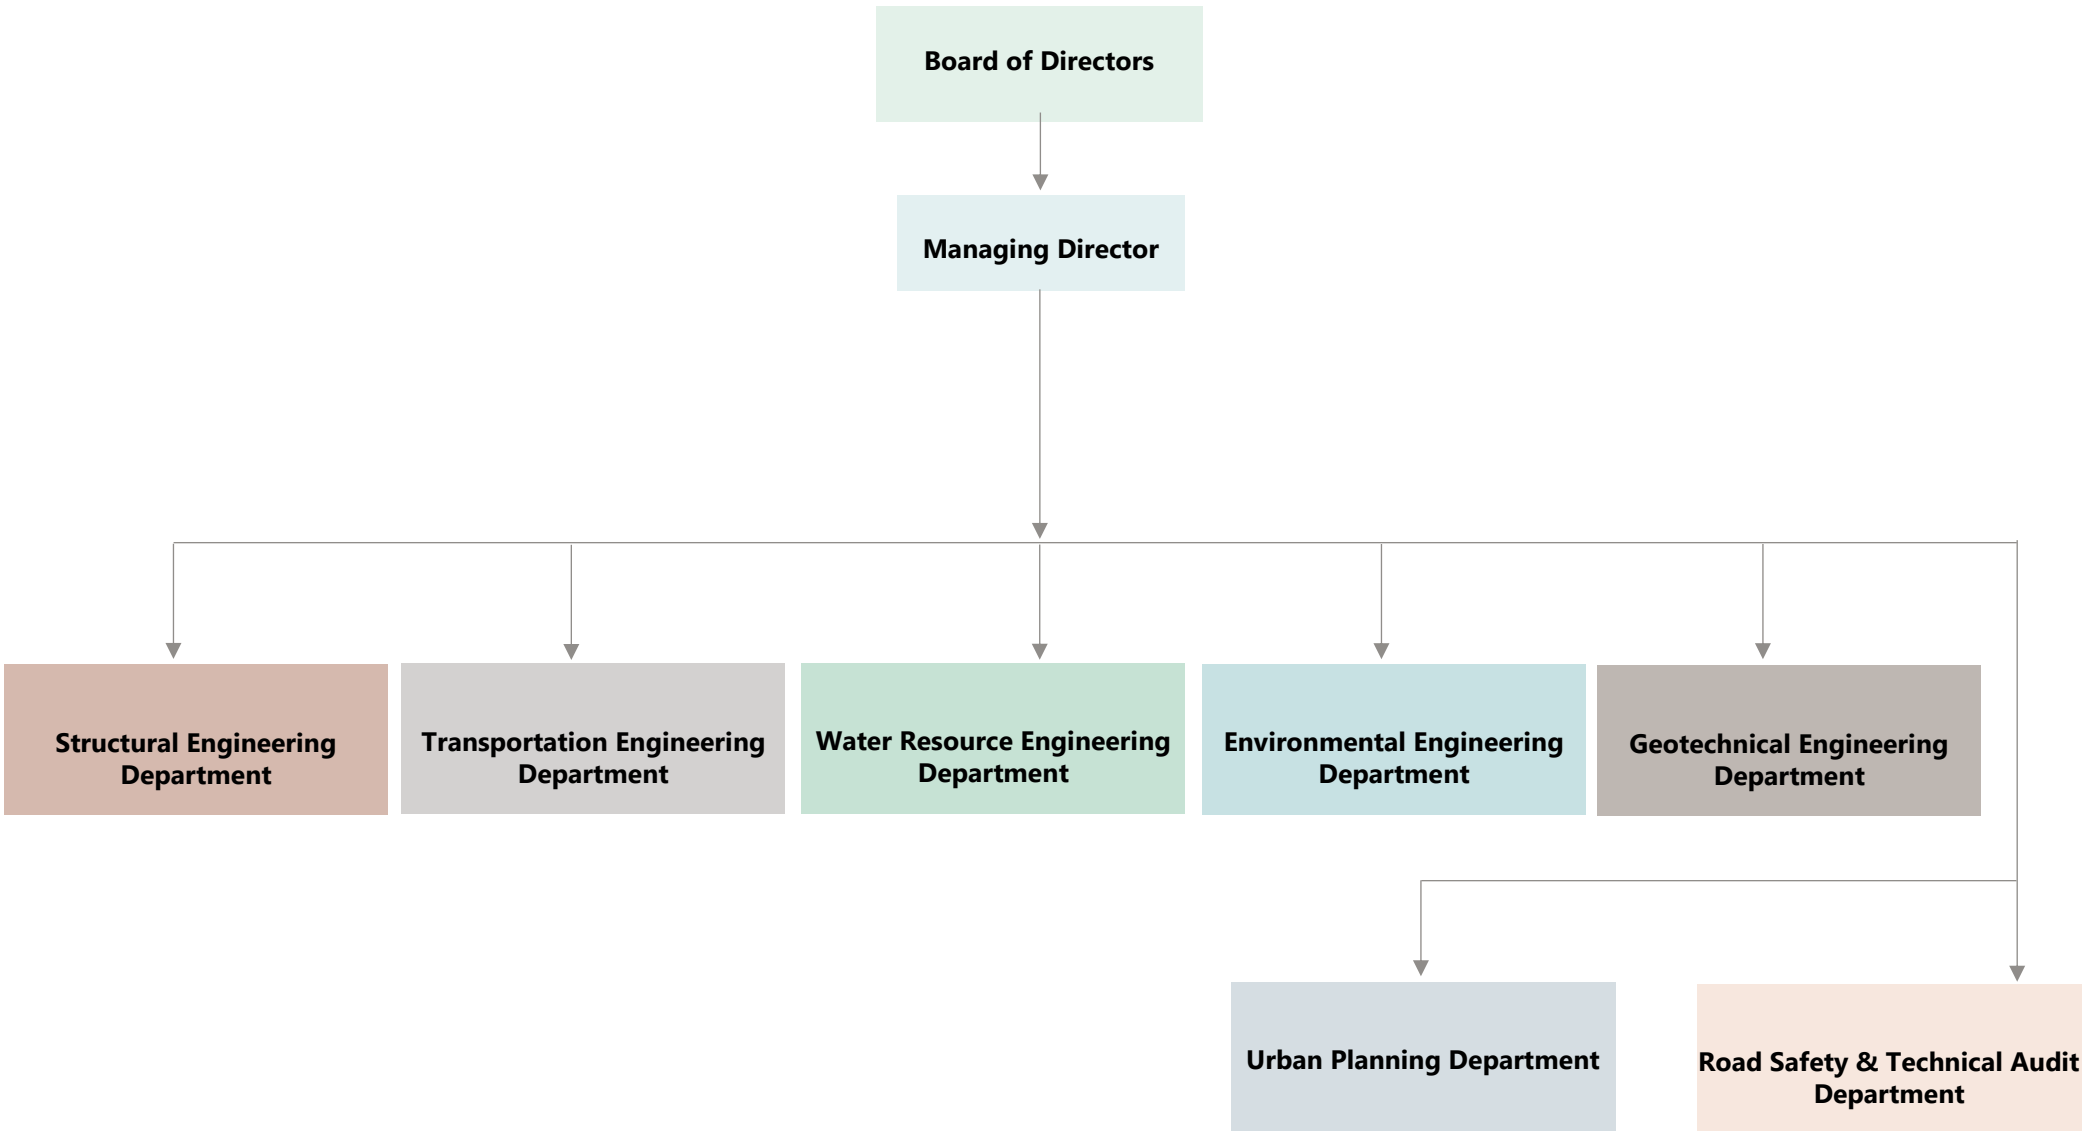 Board of Directors
Managing Director
Structural Engineering
Department
Transportation Engineering
Department
Water Resource Engineering
Department
Environmental Engineering
Department
Geotechnical Engineering
Department
Urban Planning Department
Road Safety & Technical Audit
Department